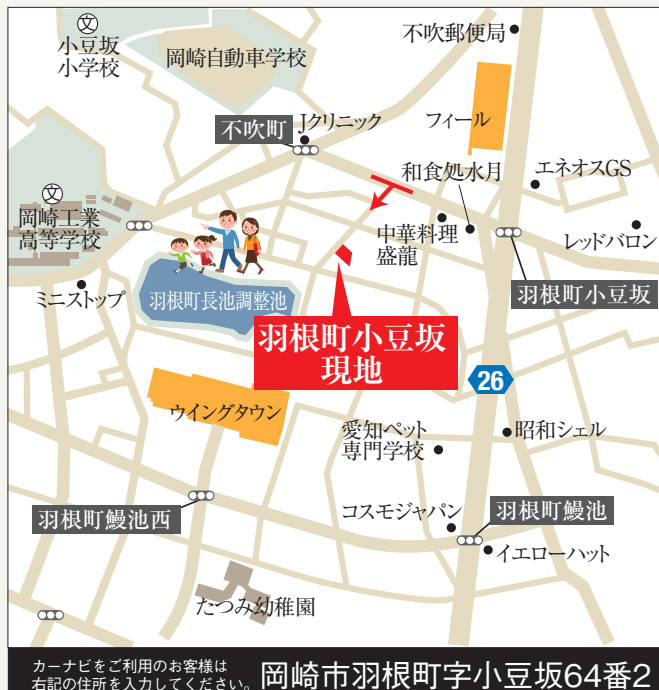 文
小豆坂
小学校
岡崎自動車学校
不吹郵便局
不吹町
Jクリニック
フィール
和食処水月
エネオスGS
文
岡崎工業
高等学校
中華料理
盛龍
レッドバロン
ミニストップ
羽根町長池調整池
羽根町小豆坂
羽根町小豆坂
現地
26
ウイングタウン
愛知ペット
専門学校
昭和シェル
羽根町鰻池西
コスモジャパン
羽根町鰻池
イエローハット
たつみ幼稚園
カーナビをご利用のお客様は
右記の住所を入力してください。
岡崎市羽根町字小豆坂64番2